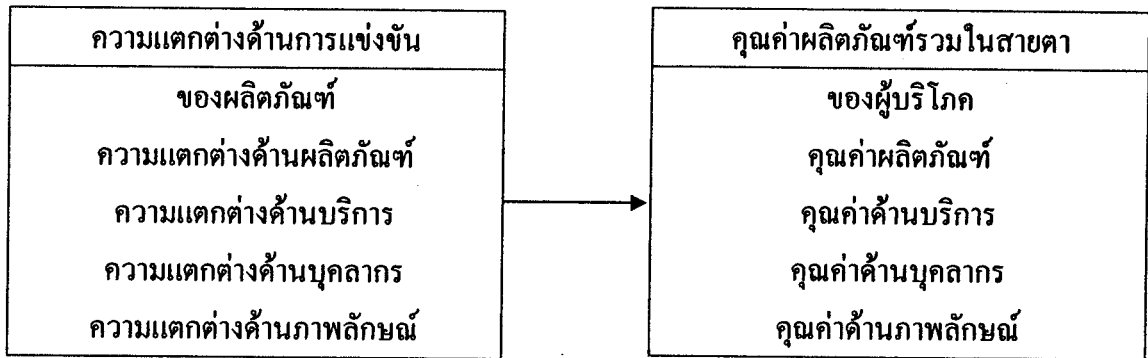 ความแตกต่างด้านการแข่งขัน
ของผลิตภัณฑ์
ความแตกต่างด้านผลิตภัณฑ์
ความแตกต่างด้านบริการ
ความแตกต่างด้านบุคลากร
ความแตกต่างด้านภาพลักษณ์
คุณค่าผลิตภัณฑ์รวมในสายตา
ของผู้บริโภค
คุณค่าผลิตภัณฑ์
คุณค่าด้านบริการ
คุณค่าด้านบุคลากร
คุณค่าด้านภาพลักษณ์